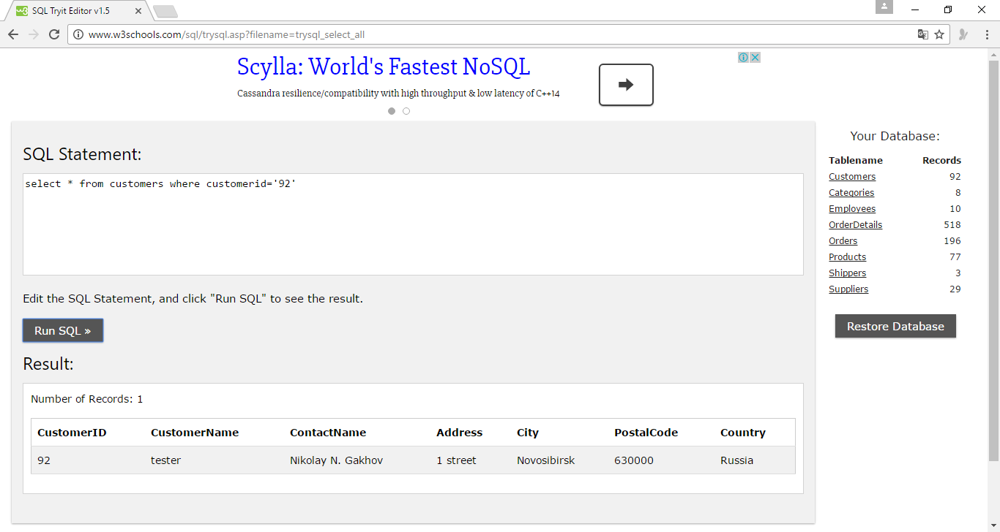 SQL Tryit Editor v1.5
www.w3schools.com/sql/trysql.asp?filename=trysql_select_all
Scylla: World's Fastest NoSQL
Cassandra resilience/compatibility with high throughput & low latency of C++14
SQL Statement:
select * from customers where customerid='92'
Edit the SQL Statement, and click "Run SQL" to see the result.
Run SQL »
Result:
Number of Records: 1
CustomerID CustomerName ContactName Address City PostalCode Country
92 tester Nikolay N. Gakhov 1 street Novosibirsk 630000 Russia
Your Database:
Tablename Records
Customers 92
Categories 8
Employees 10
OrderDetails 518
Orders 196
Products 77
Shippers 3
Suppliers 29
Restore Database